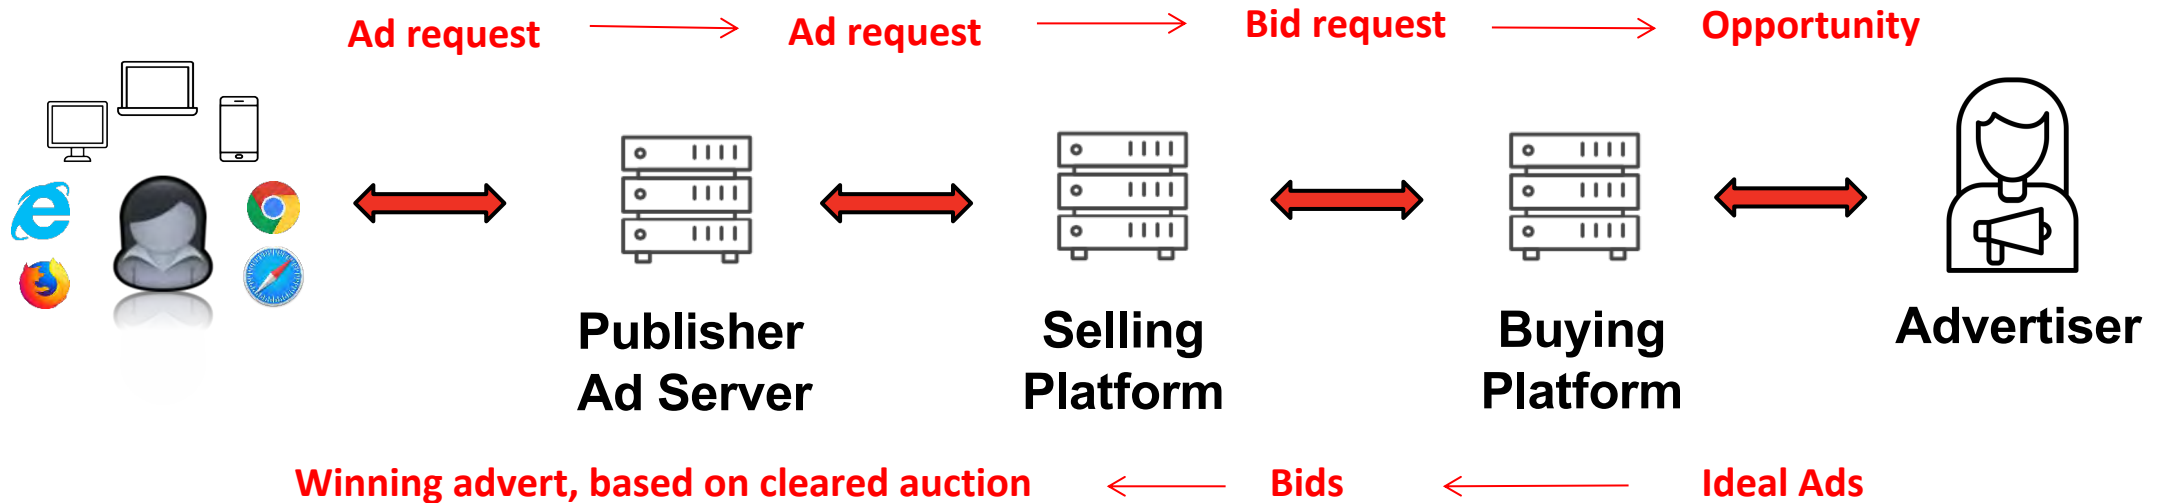 Ad request
Ad request
Bid request
Opportunity
Publisher
Ad Server
Selling
Platform
Buying
Platform
Advertiser
Winning advert, based on cleared auction
Bids
Ideal Ads